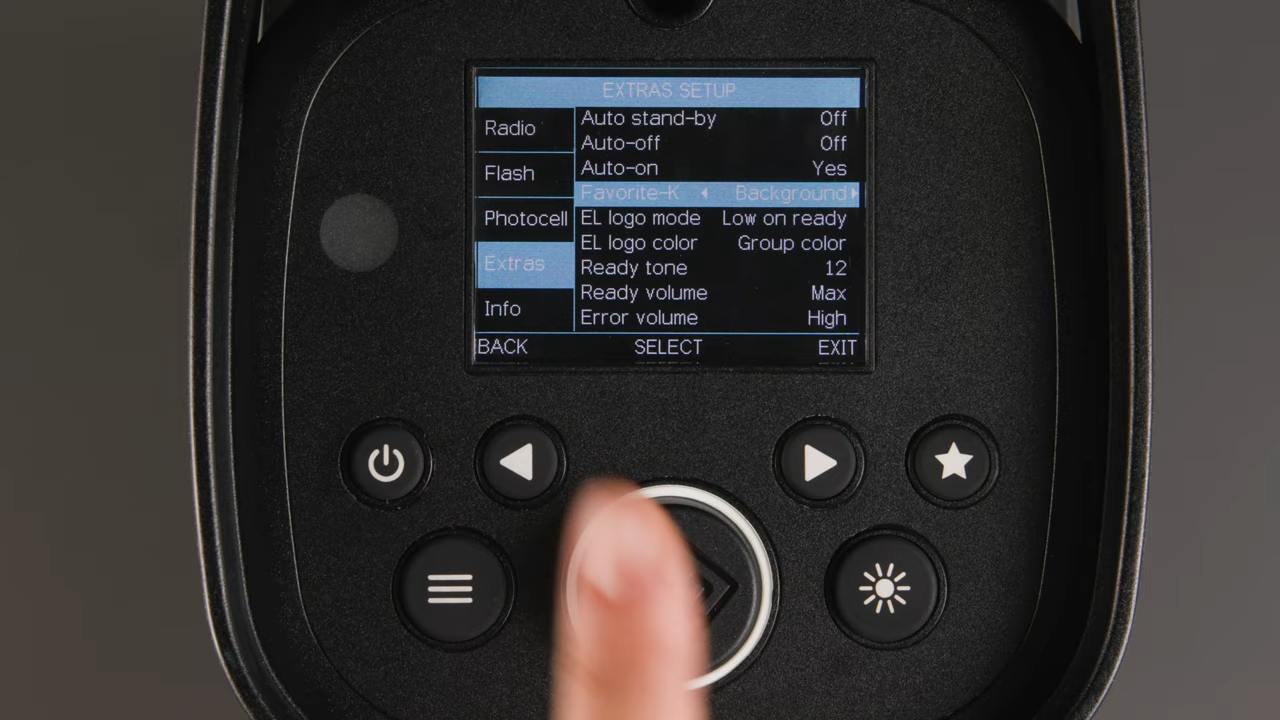 EXTRAS SETUP
Radio
Flash
Photocell
Extras
Info
Auto stand-by Off
Auto-off Off
Auto-on Yes
Favorite-K Background
EL logo mode Low on ready
EL logo color Group color
Ready tone 12
Ready volume Max
Error volume High
BACK SELECT EXIT